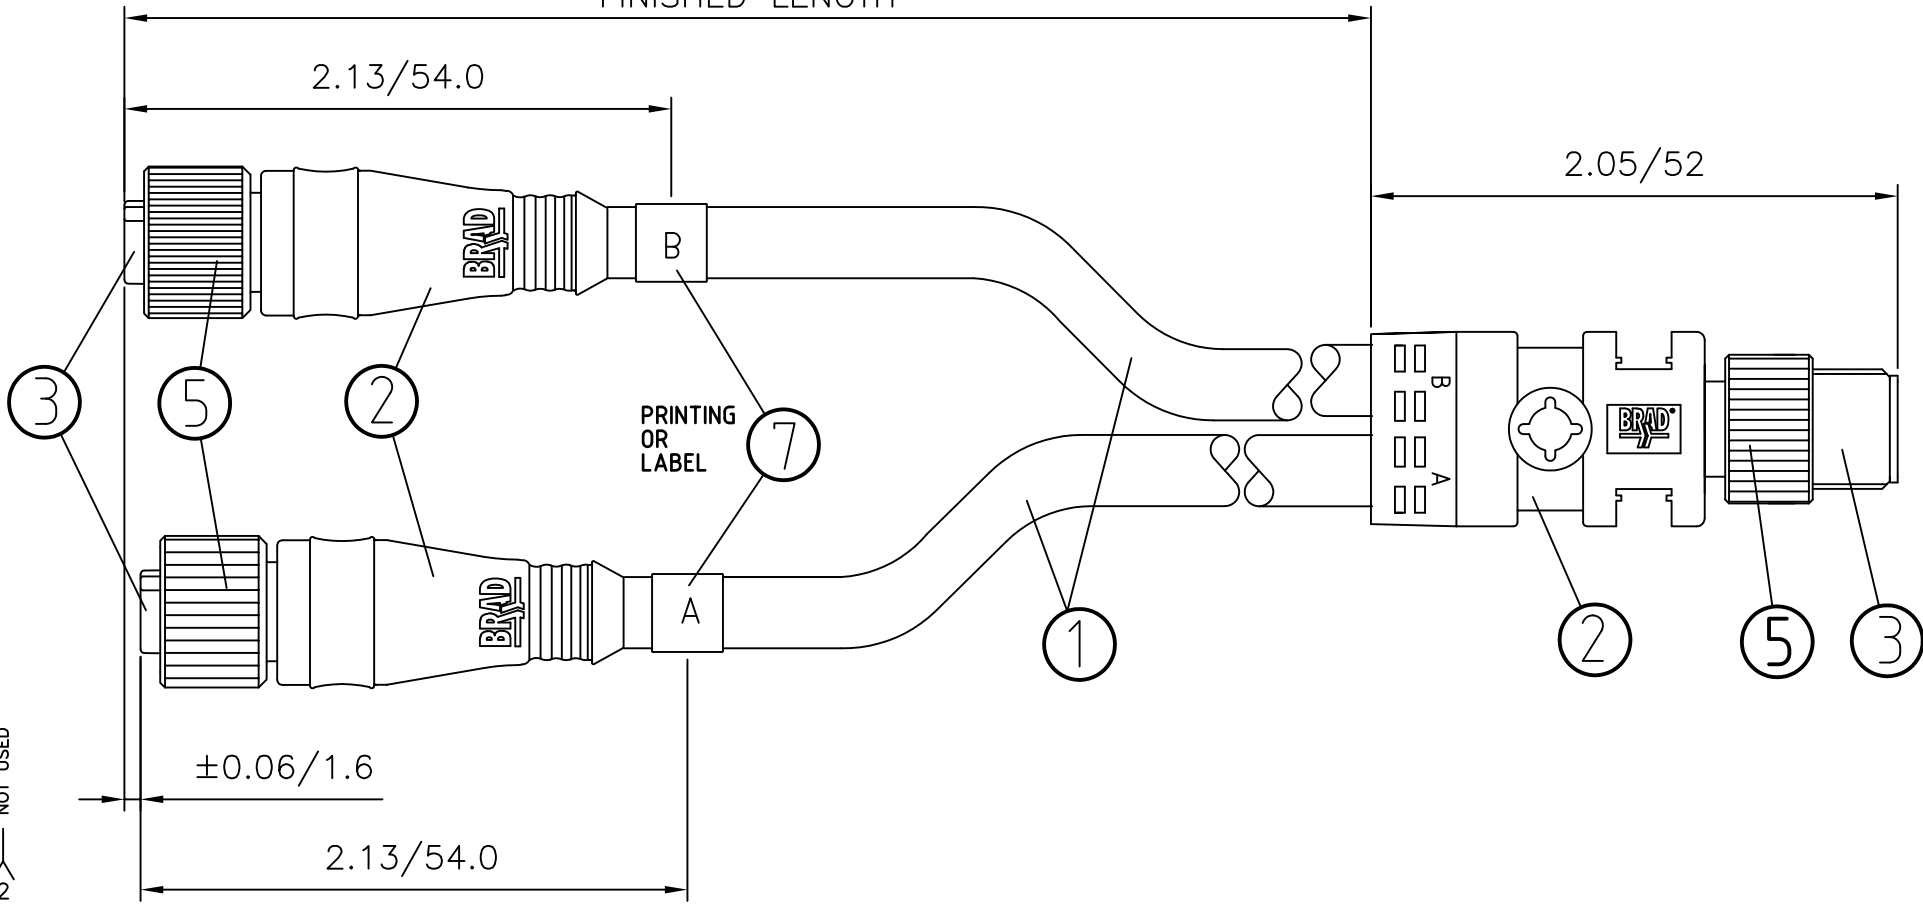 FINISHED LENGTH
2.13/54.0
2.05/52
BRAD
B
B
BRAD
3
5
2
PRINTING
OR
LABEL
7
A
BRAD
A
1
2
5
3
NOT USED
2
±0.06/1.6
2.13/54.0